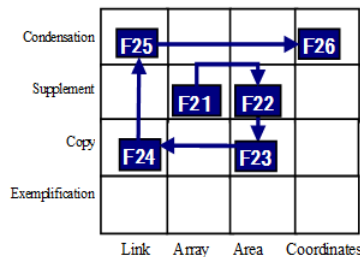 Condensation F25 F26
Supplement F21 F22
Copy F24 F23
Exemplification
Link Array Area Coordinates